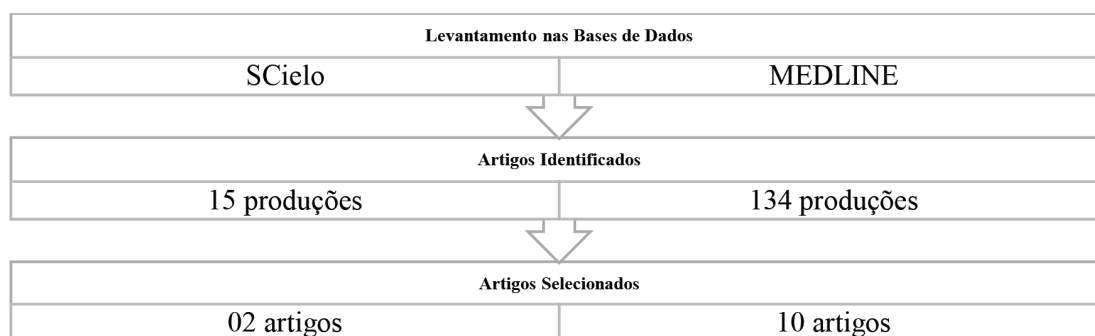 Levantamento nas Bases de Dados
SCielo MEDLINE
Artigos Identificados
15 produções 134 produções
Artigos Selecionados
02 artigos 10 artigos